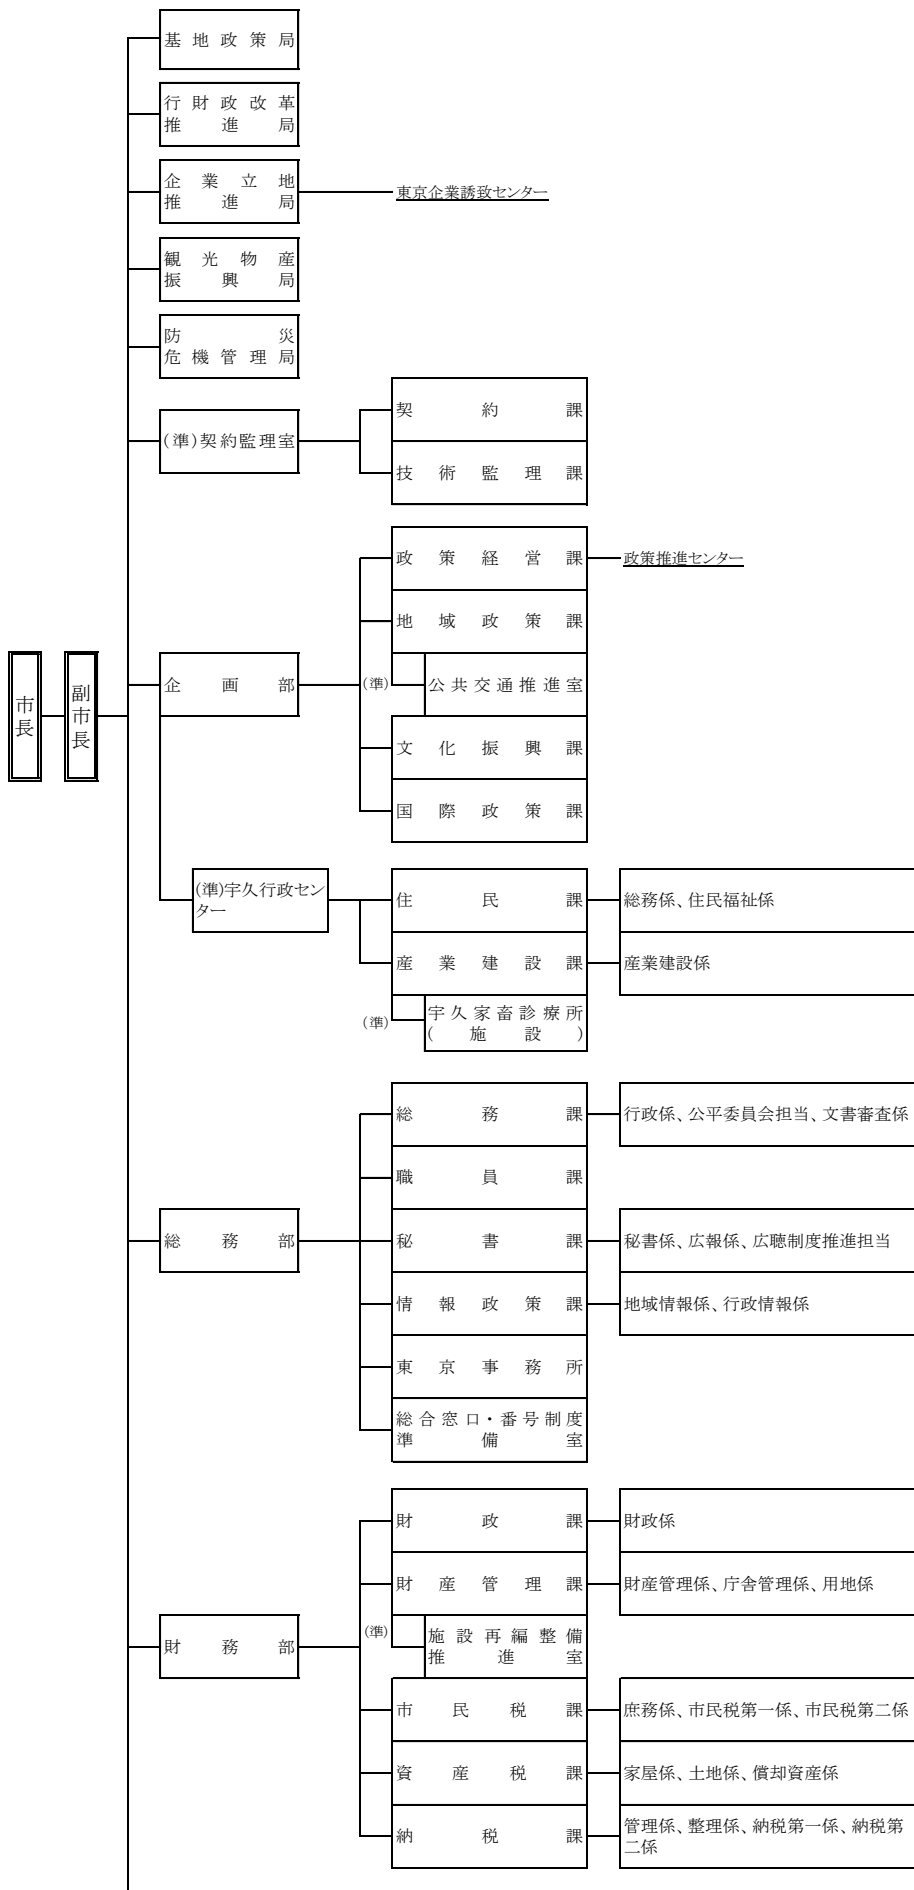 市長
副市長
基地政策局
行財政改革
推進局
企業立地
推進局
東京企業誘致センター
観光物産
振興局
防災
危機管理局
(準)契約監理室
契約課
技術監理課
企画部
政策経営課
政策推進センター
地域政策課
(準)
公共交通推進室
文化振興課
国際政策課
(準)宇久行政セン
ター
住民課
総務係、住民福祉係
産業建設課
産業建設係
(準)
宇久家畜診療所
(施設)
総務部
総務課
行政係、公平委員会担当、文書審査係
職員課
秘書課
秘書係、広報係、広聴制度推進担当
情報政策課
地域情報係、行政情報係
東京事務所
総合窓口・番号制度
準備室
財務部
財政課
財政係
財産管理課
財産管理係、庁舎管理係、用地係
(準)
施設再編整備
推進室
市民税課
庶務係、市民税第一係、市民税第二係
資産税課
家屋係、土地係、償却資産係
納税課
管理係、整理係、納税第一係、納税第
二係